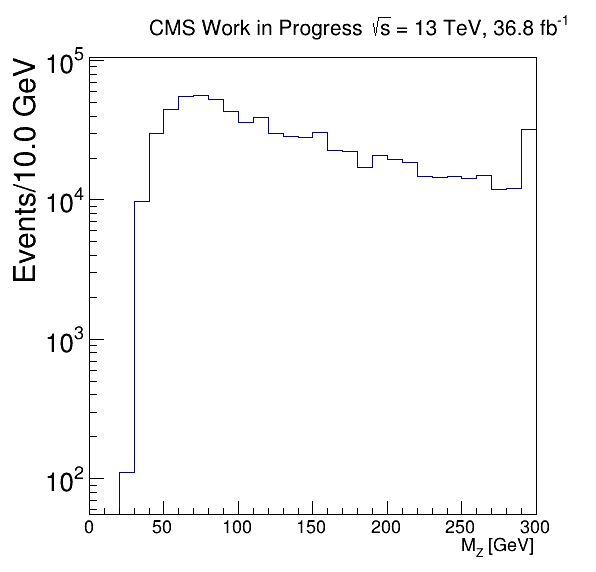 CMS Work in Progress √s = 13 TeV, 36.8 fb⁻¹
Events/10.0 GeV
10⁵
10⁴
10³
10²
0 50 100 150 200 250 300
M_Z [GeV]